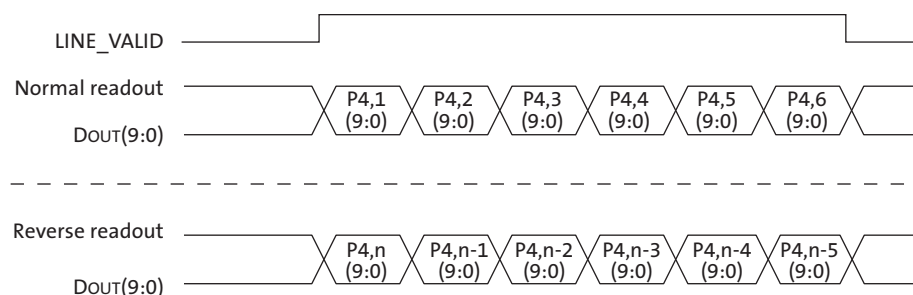 LINE_VALID
Normal readout
P4,1 P4,2 P4,3 P4,4 P4,5 P4,6
(9:0) (9:0) (9:0) (9:0) (9:0) (9:0)
DOUT(9:0)
Reverse readout
P4,n P4,n-1 P4,n-2 P4,n-3 P4,n-4 P4,n-5
(9:0) (9:0) (9:0) (9:0) (9:0) (9:0)
DOUT(9:0)